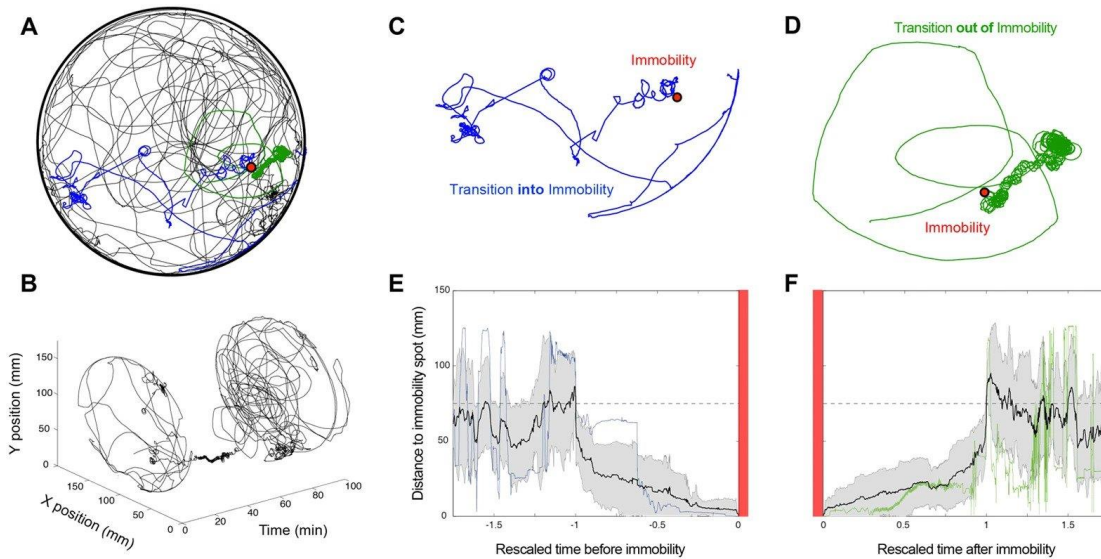 A
B
C
Immobility
Transition into Immobility
D
Transition out of Immobility
Immobility
Y position (mm)
150
100
50
0
X position (mm)
150
100
50
0
Time (min)
0
20
40
60
80
100
E
Distance to immobility spot (mm)
150
100
50
0
-1.5
-1
-0.5
0
Rescaled time before immobility
F
0
0.5
1
1.5
Rescaled time after immobility